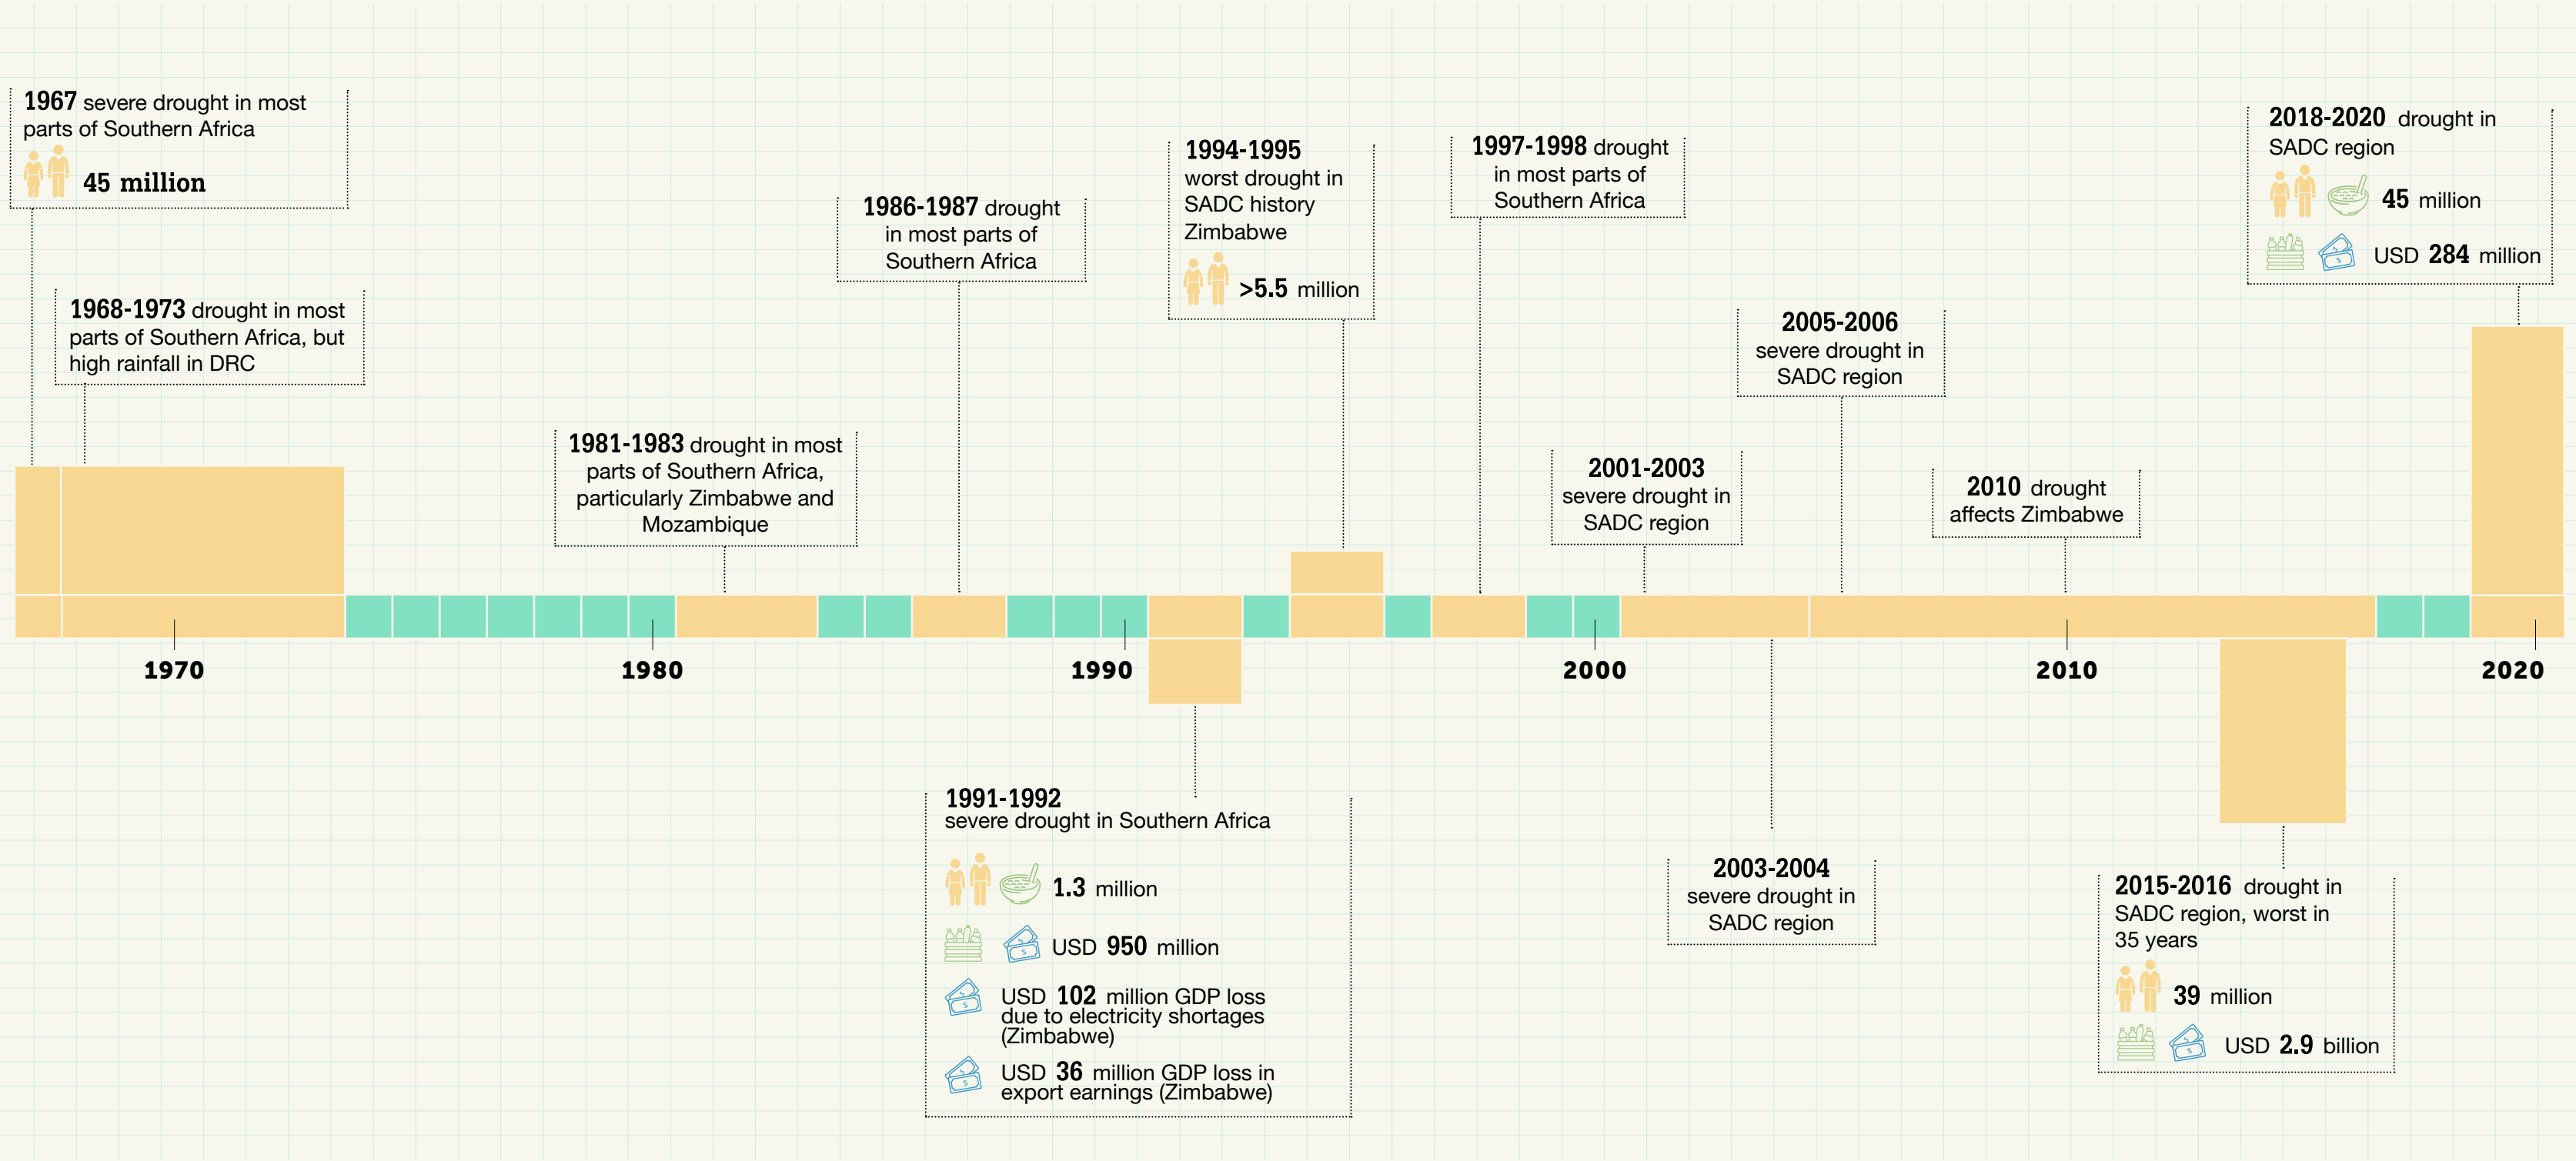 1967 severe drought in most
parts of Southern Africa
45 million
1968-1973 drought in most
parts of Southern Africa, but
high rainfall in DRC
1981-1983 drought in most
parts of Southern Africa,
particularly Zimbabwe and
Mozambique
1986-1987 drought
in most parts of
Southern Africa
1994-1995
worst drought in
SADC history
Zimbabwe
>5.5 million
1997-1998 drought
in most parts of
Southern Africa
2001-2003
severe drought in
SADC region
2005-2006
severe drought in
SADC region
2010 drought
affects Zimbabwe
2018-2020 drought in
SADC region
45 million
USD 284 million
1970
1980
1990
2000
2010
2020
1991-1992
severe drought in Southern Africa
1.3 million
USD 950 million
USD 102 million GDP loss
due to electricity shortages
(Zimbabwe)
USD 36 million GDP loss in
export earnings (Zimbabwe)
2003-2004
severe drought in
SADC region
2015-2016 drought in
SADC region, worst in
35 years
39 million
USD 2.9 billion